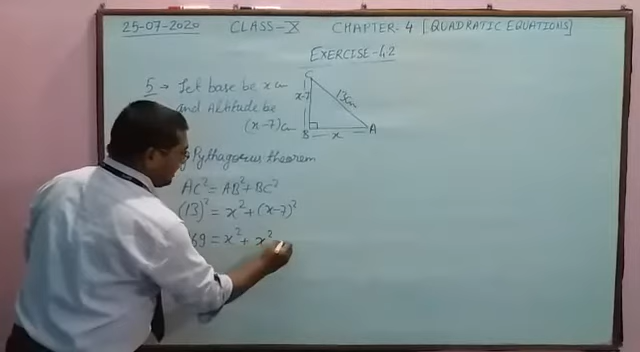 25-07-2020 CLASS-X CHAPTER-4 [QUADRATIC EQUATIONS]
EXERCISE-4.2
5 → Let base be x cm
and Altitude be
(x-7)cm
C
x-7
13cm
B
x
A
Pythagorus theorem
AC² = AB² + BC²
(13)² = x² + (x-7)²
69 = x² + x²